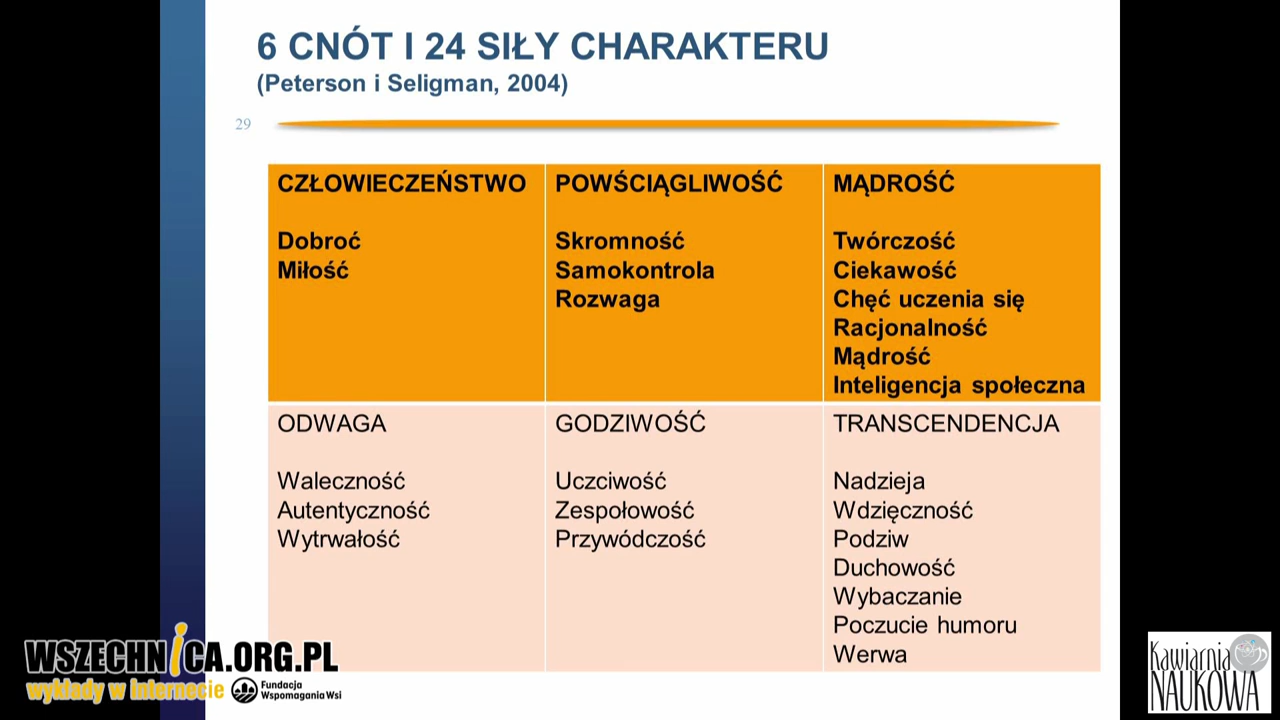 6 CNÓT I 24 SIŁY CHARAKTERU
(Peterson i Seligman, 2004)
29
CZŁOWIECZEŃSTWO
Dobroć
Miłość
POWŚCIĄGLIWOŚĆ
Skromność
Samokontrola
Rozwaga
MĄDROŚĆ
Twórczość
Ciekawość
Chęć uczenia się
Racjonalność
Mądrość
Inteligencja społeczna
ODWAGA
Waleczność
Autentyczność
Wytrwałość
GODZIWOŚĆ
Uczciwość
Zespołowość
Przywódczość
TRANSCENDENCJA
Nadzieja
Wdzięczność
Podziw
Duchowość
Wybaczanie
Poczucie humoru
Werwa
WSZECHNICA.ORG.PL
wykłady w Internecie
Fundacja
Wspomagania Wsi
Kawiarnia
NAUKOWA